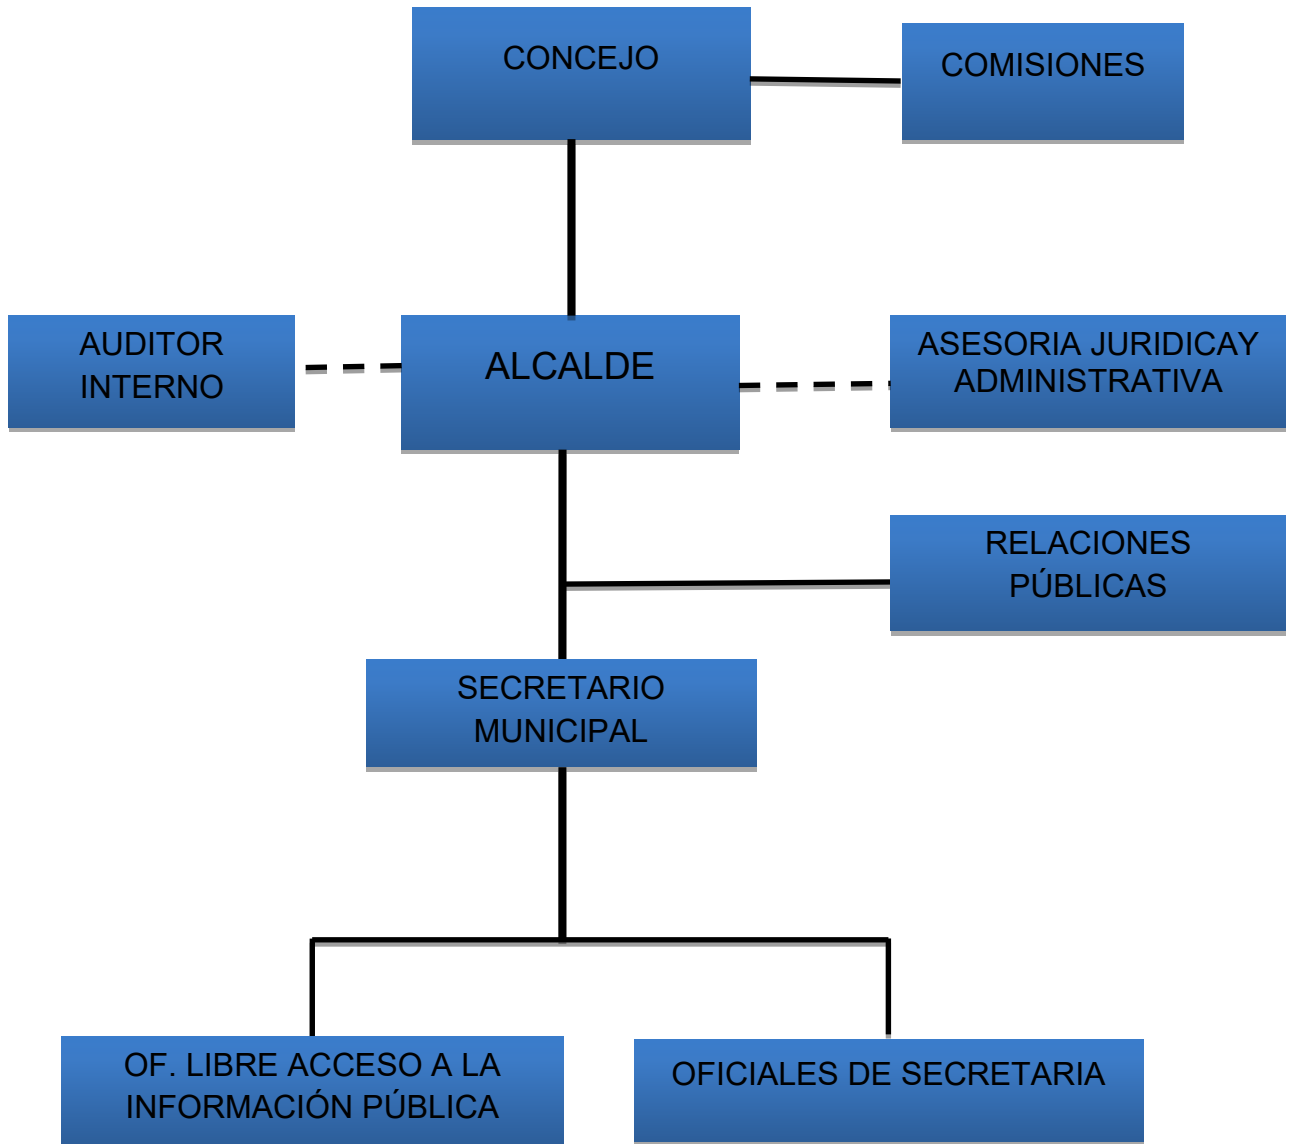 CONCEJO
COMISIONES
AUDITOR
INTERNO
ALCALDE
ASESORIA JURIDICAY
ADMINISTRATIVA
RELACIONES
PÚBLICAS
SECRETARIO
MUNICIPAL
OF. LIBRE ACCESO A LA
INFORMACIÓN PÚBLICA
OFICIALES DE SECRETARIA